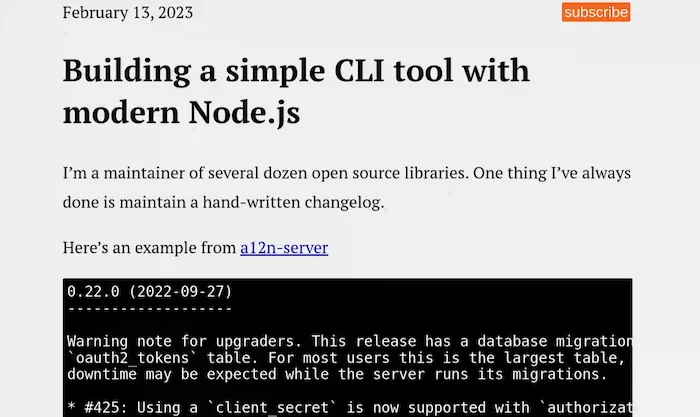 February 13, 2023
subscribe
Building a simple CLI tool with
modern Node.js
I'm a maintainer of several dozen open source libraries. One thing I've always
done is maintain a hand-written changelog.
Here's an example from a12n-server
0.22.0 (2022-09-27)
-------------------
Warning note for upgraders. This release has a database migration
`oauth2_tokens` table. For most users this is the largest table,
downtime may be expected while the server runs its migrations.
* #425: Using a `client_secret` is now supported with `authorizat